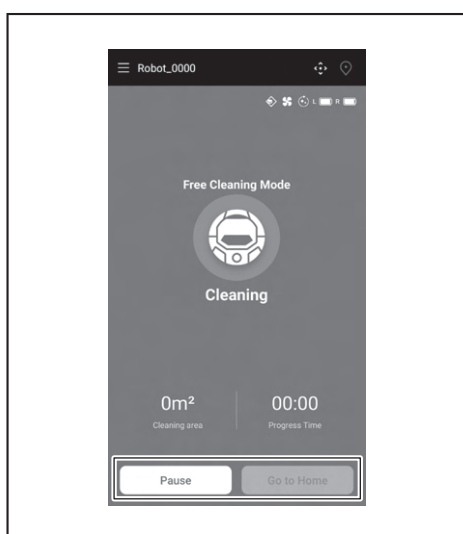 Robot_0000
L R
Free Cleaning Mode
Cleaning
0m² 00:00
Cleaning area Progress Time
Pause Go to Home